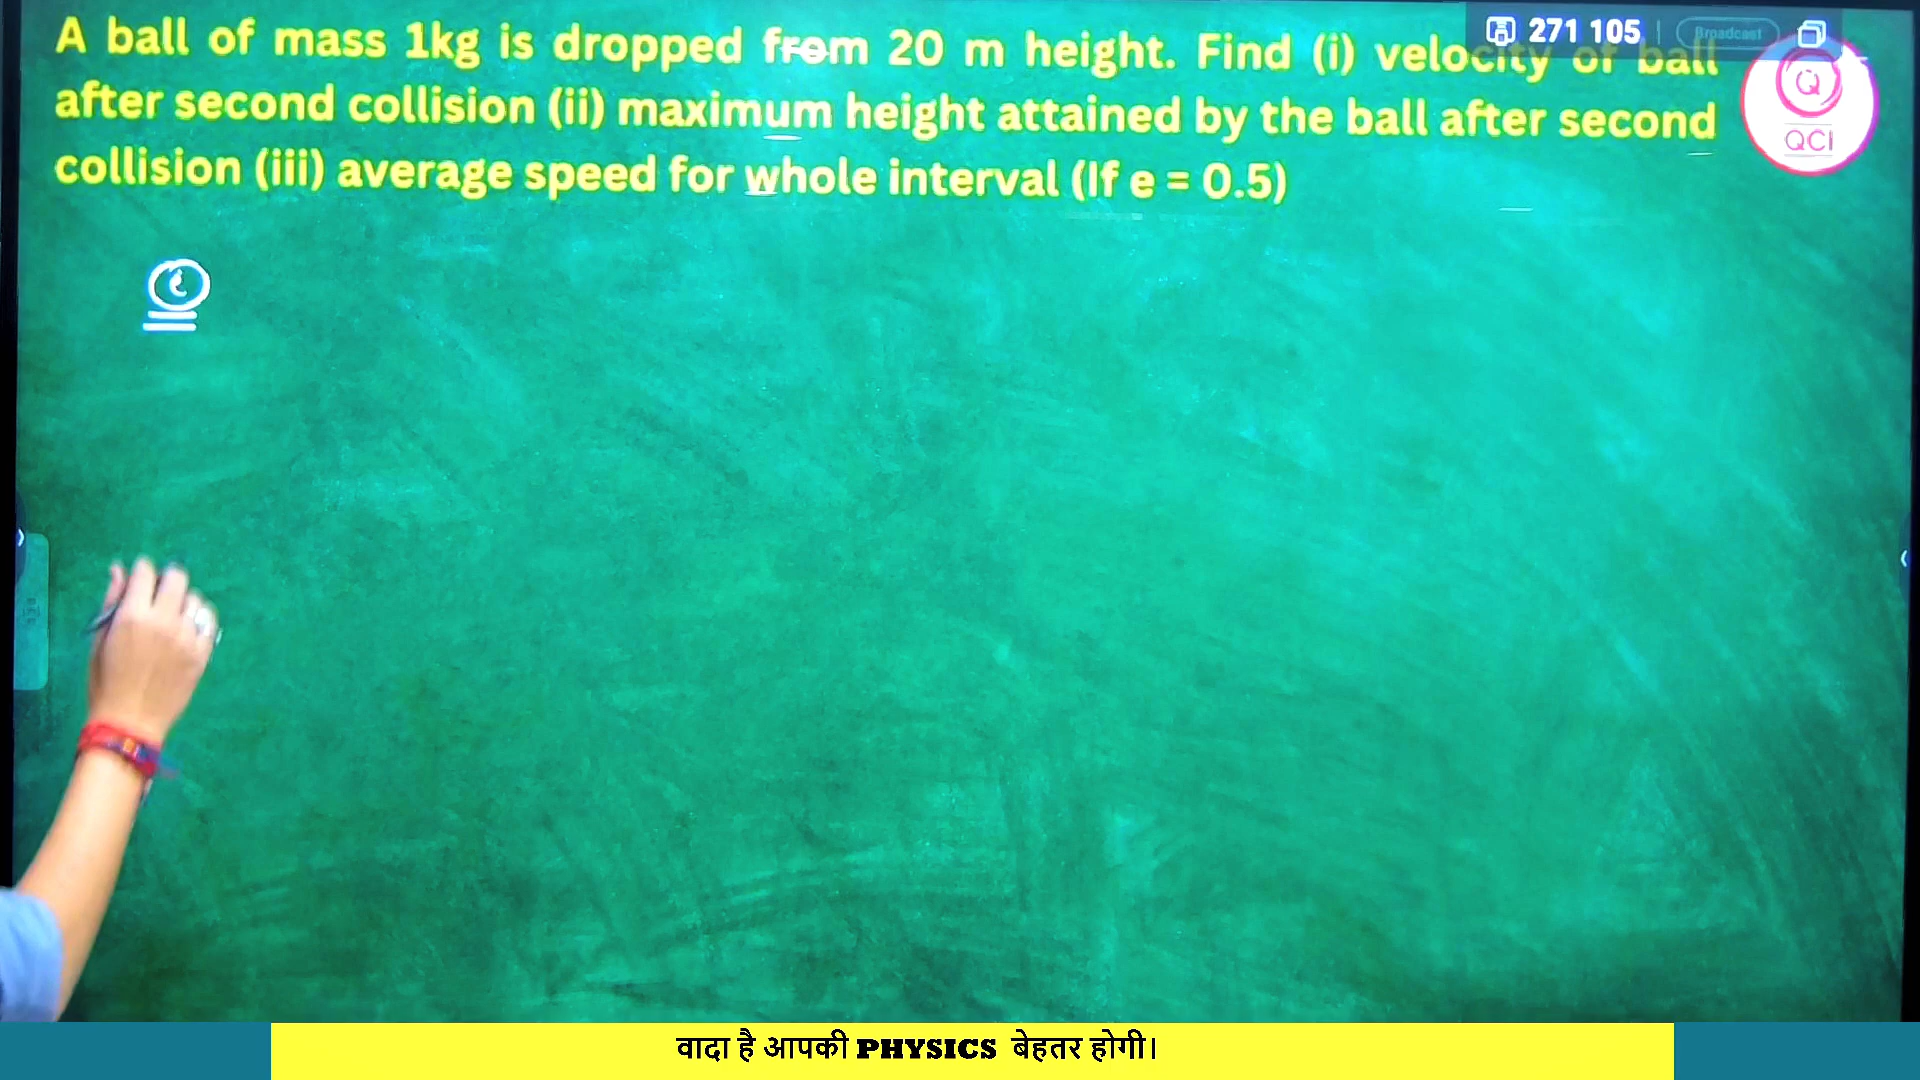 A ball of mass 1kg is dropped from 20 m height. Find (i) velocity of ball
after second collision (ii) maximum height attained by the ball after second
collision (iii) average speed for whole interval (If e = 0.5)
271 105
Broadcast
Q
QCI
वादा है आपकी PHYSICS बेहतर होगी।